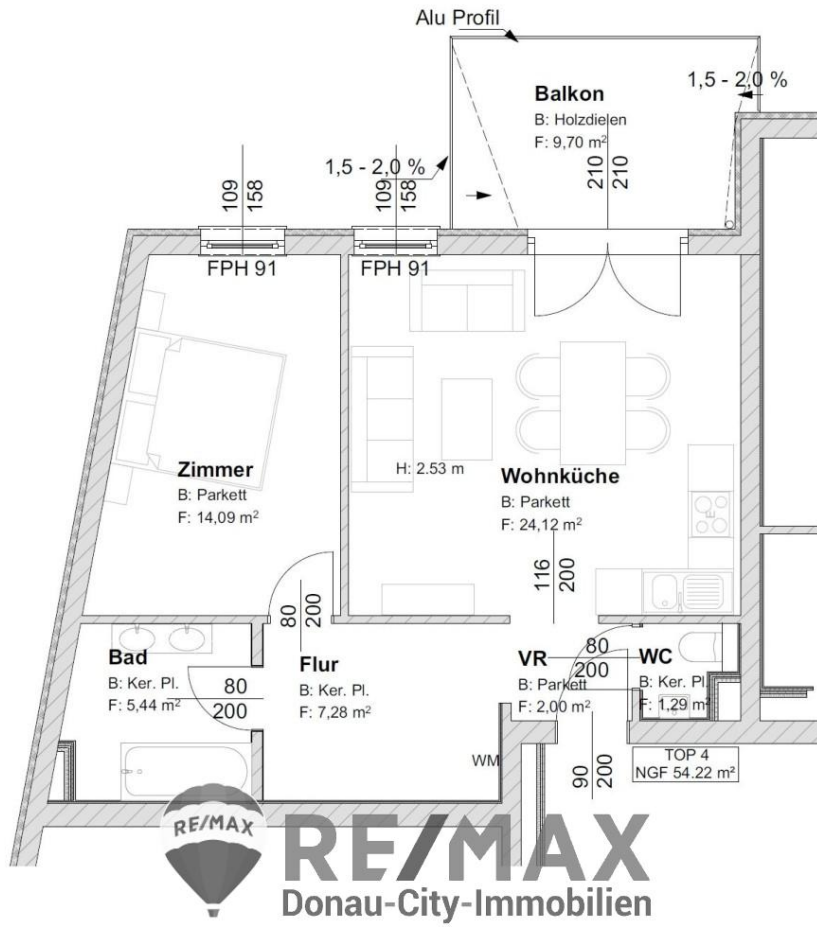 Alu Profil
Balkon
B: Holzdielen
F: 9,70 m²
1,5 - 2,0 %
1,5 - 2,0 %
210
210
109
158
109
158
FPH 91
FPH 91
Zimmer
B: Parkett
F: 14,09 m²
H: 2.53 m
Wohnküche
B: Parkett
F: 24,12 m²
116
200
80
200
Bad
B: Ker. Pl.
F: 5,44 m²
80
200
Flur
B: Ker. Pl.
F: 7,28 m²
VR
B: Parkett
F: 2,00 m²
80
200
WC
B: Ker. Pl.
F: 1,29 m²
WM
90
200
TOP 4
NGF 54.22 m²
RE/MAX
RE/MAX
Donau-City-Immobilien